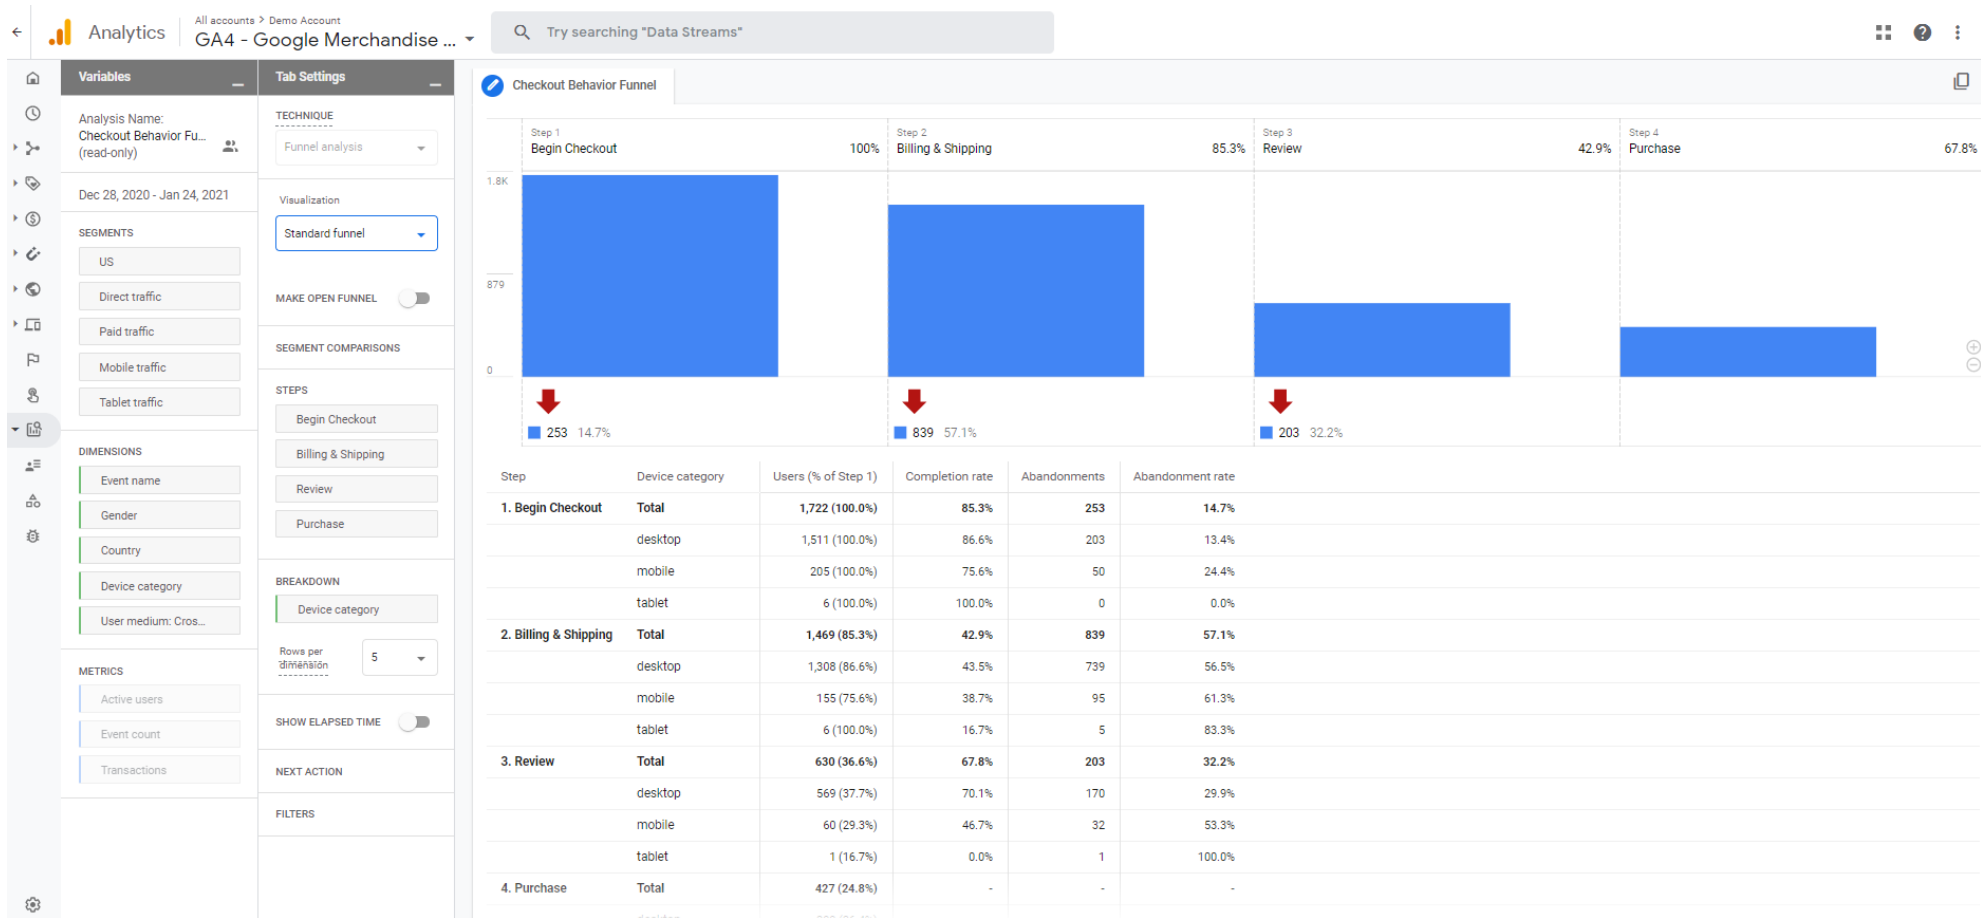 Analytics
All accounts > Demo Account
GA4 - Google Merchandise ...
Try searching "Data Streams"
Variables
Analysis Name:
Checkout Behavior Fu...
(read-only)
Dec 28, 2020 - Jan 24, 2021
SEGMENTS
US
Direct traffic
Paid traffic
Mobile traffic
Tablet traffic
DIMENSIONS
Event name
Gender
Country
Device category
User medium: Cros...
METRICS
Active users
Event count
Transactions
Tab Settings
TECHNIQUE
Funnel analysis
Visualization
Standard funnel
MAKE OPEN FUNNEL
SEGMENT COMPARISONS
STEPS
Begin Checkout
Billing & Shipping
Review
Purchase
BREAKDOWN
Device category
Rows per
dimension
5
SHOW ELAPSED TIME
NEXT ACTION
FILTERS
Checkout Behavior Funnel
Step 1
Begin Checkout 100%
Step 2
Billing & Shipping 85.3%
Step 3
Review 42.9%
Step 4
Purchase 67.8%
1.8K
879
0
253 14.7%
839 57.1%
203 32.2%
Step Device category Users (% of Step 1) Completion rate Abandonments Abandonment rate
1. Begin Checkout Total 1,722 (100.0%) 85.3% 253 14.7%
desktop 1,511 (100.0%) 86.6% 203 13.4%
mobile 205 (100.0%) 75.6% 50 24.4%
tablet 6 (100.0%) 100.0% 0 0.0%
2. Billing & Shipping Total 1,469 (85.3%) 42.9% 839 57.1%
desktop 1,308 (86.6%) 43.5% 739 56.5%
mobile 155 (75.6%) 38.7% 95 61.3%
tablet 6 (100.0%) 16.7% 5 83.3%
3. Review Total 630 (36.6%) 67.8% 203 32.2%
desktop 569 (37.7%) 70.1% 170 29.9%
mobile 60 (29.3%) 46.7% 32 53.3%
tablet 1 (16.7%) 0.0% 1 100.0%
4. Purchase Total 427 (24.8%) - - -